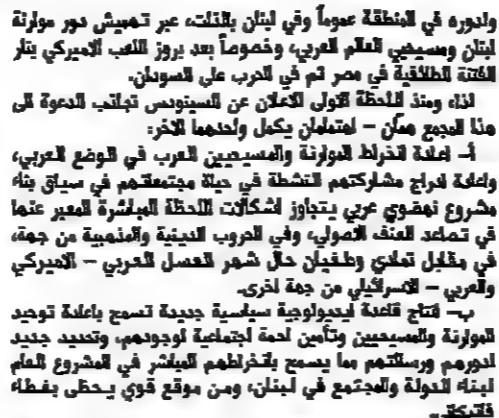 ولدوره في المنطقة عموماً وفي لبنان بالذات، عبر تهميش دور موارنة
لبنان ومسيحيي العالم العربي، وخصوصاً بعد بروز اللعب الاميركي بنار
الفتنة الطائفية في مصر ثم في الحرب على السودان.
لذا، ومنذ اللحظة الاولى للاعلان عن السينودس تجاذب الدعوة الى
هذا المجمع همّان - اهتمامان يكمل واحدهما الآخر:
أ- اعادة انخراط الموارنة والمسيحيين العرب في الوضع العربي،
واعادة ادراج مشاركتهم النشطة في حياة مجتمعاتهم في سياق بناء
مشروع نهضوي عربي يتجاوز اشكالات اللحظة المباشرة المعبر عنها
في تصاعد العنف الاصولي، وفي الحروب الدينية والمذهبية من جهة،
في مقابل تمادي وطغيان حال شهر العسل العربي - الاميركي
والعربي - الاسرائيلي من جهة اخرى.
ب- انتاج قاعدة ايديولوجية سياسية جديدة تسمح باعادة توحيد
الموارنة والمسيحيين وتأمين لحمة اجتماعية لوجودهم، وتحديد جديد
لدورهم ورسالتهم مما يسمح بانخراطهم المباشر في المشروع العام
لبناء الدولة والمجتمع في لبنان، ومن موقع قوي يحظى بغطاء
فاتيكاني.